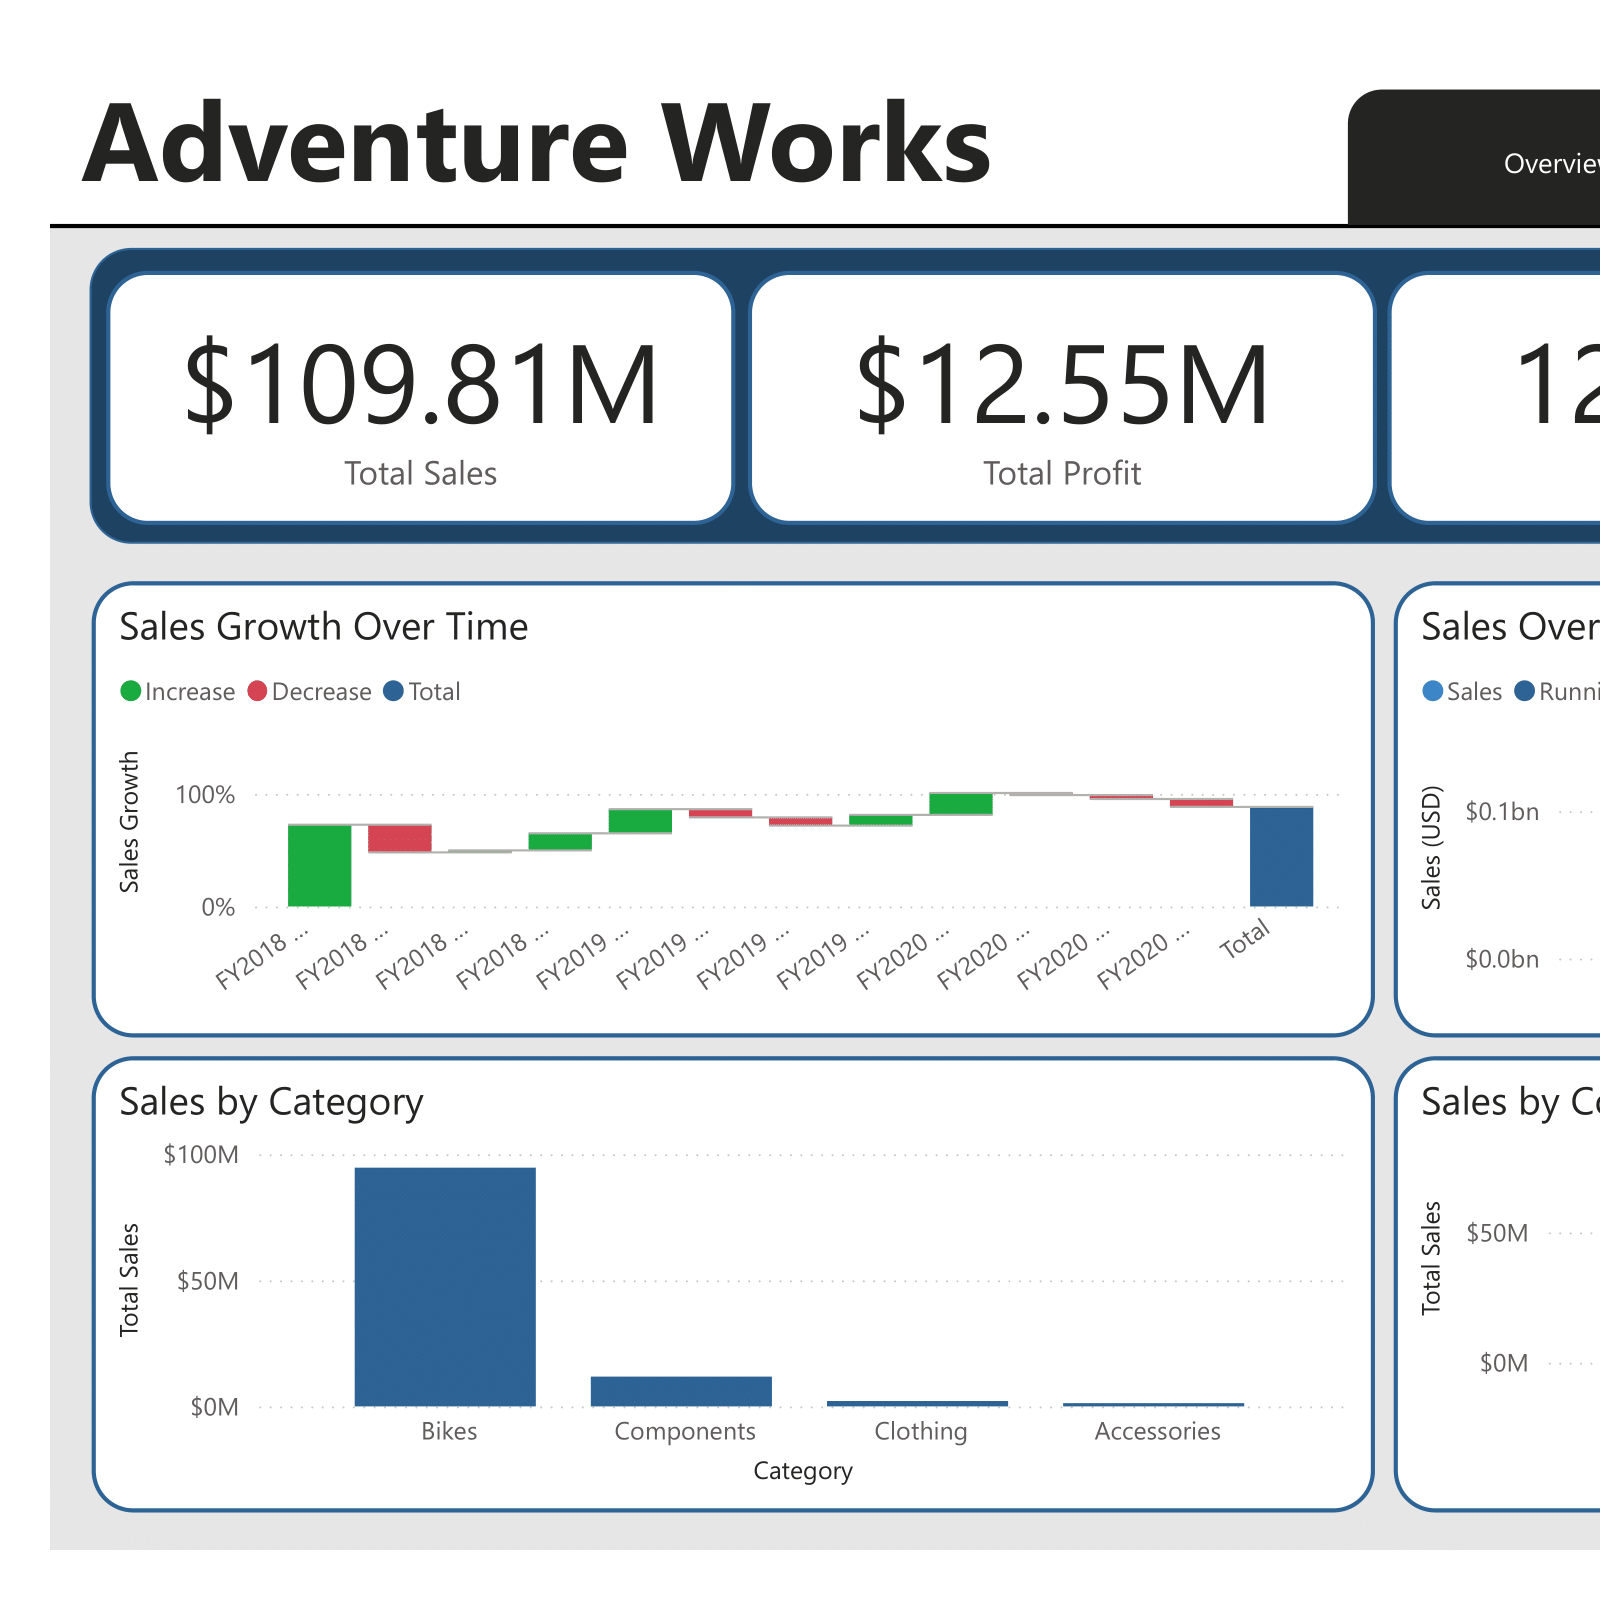 Adventure Works
Overview
$109.81M
Total Sales
$12.55M
Total Profit
12
Sales Growth Over Time
Increase Decrease Total
Sales Growth
100%
0%
FY2018 ...
FY2018 ...
FY2018 ...
FY2018 ...
FY2019 ...
FY2019 ...
FY2019 ...
FY2019 ...
FY2020 ...
FY2020 ...
FY2020 ...
FY2020 ...
Total
Sales Over
Sales Runni
Sales (USD)
$0.1bn
$0.0bn
Sales by Category
Total Sales
$100M
$50M
$0M
Bikes
Components
Clothing
Accessories
Category
Sales by Co
Total Sales
$50M
$0M